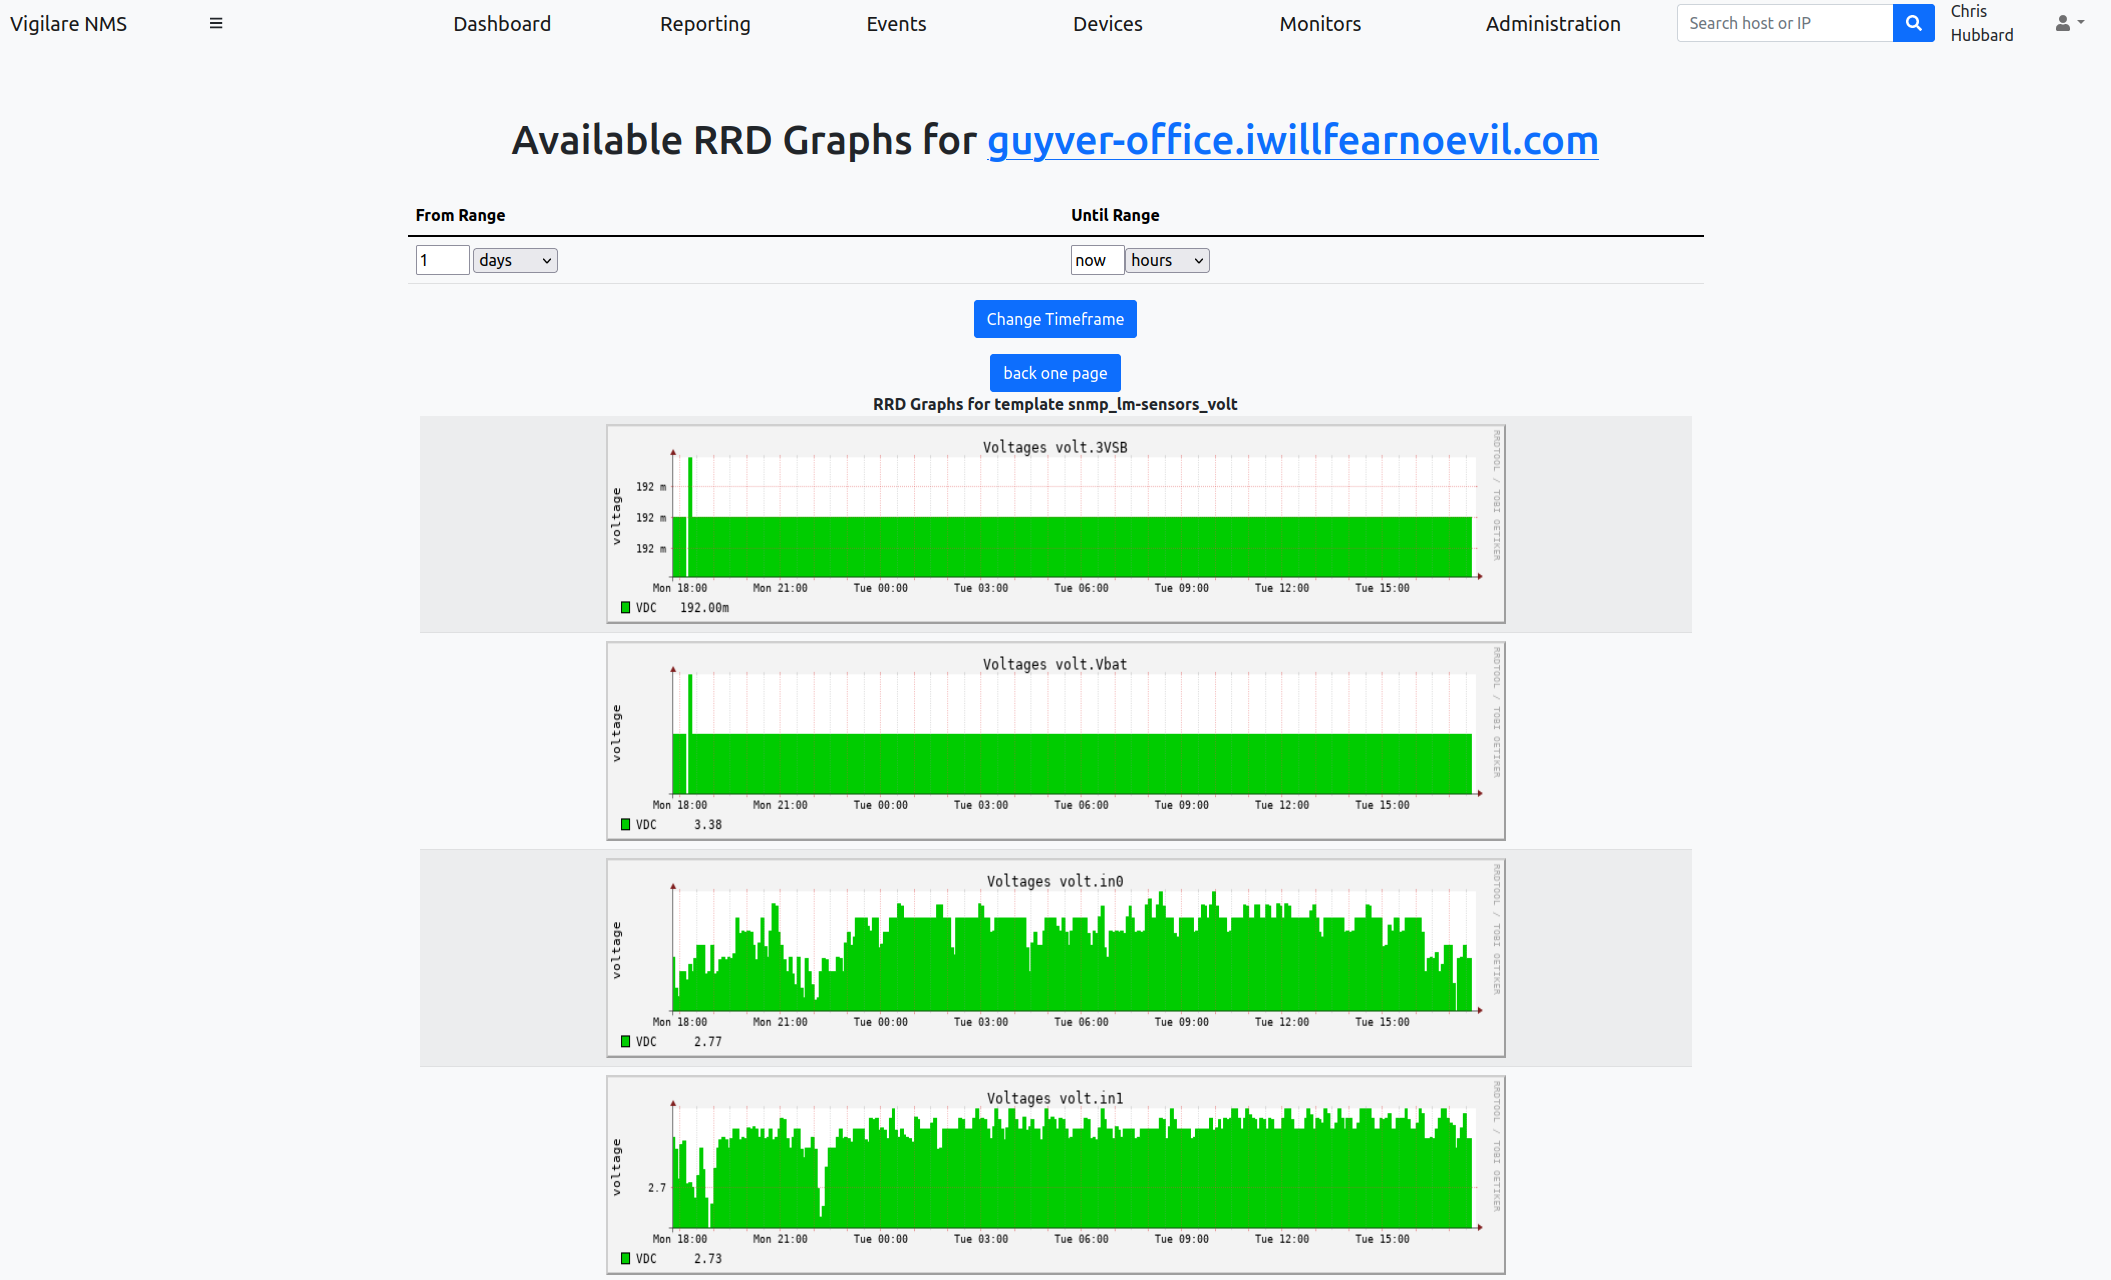 Vigilare NMS
Dashboard
Reporting
Events
Devices
Monitors
Administration
Search host or IP
Chris
Hubbard
Available RRD Graphs for guyver-office.iwillfearnoevil.com
From Range
Until Range
1 days
now hours
Change Timeframe
back one page
RRD Graphs for template snmp_lm-sensors_volt
Voltages volt.3VSB
RRDTOOL / TOBI OETIKER
voltage
192 m
192 m
192 m
Mon 18:00 Mon 21:00 Tue 00:00 Tue 03:00 Tue 06:00 Tue 09:00 Tue 12:00 Tue 15:00
VDC 192.00m
Voltages volt.Vbat
RRDTOOL / TOBI OETIKER
voltage
Mon 18:00 Mon 21:00 Tue 00:00 Tue 03:00 Tue 06:00 Tue 09:00 Tue 12:00 Tue 15:00
VDC 3.38
Voltages volt.in0
RRDTOOL / TOBI OETIKER
voltage
Mon 18:00 Mon 21:00 Tue 00:00 Tue 03:00 Tue 06:00 Tue 09:00 Tue 12:00 Tue 15:00
VDC 2.77
Voltages volt.in1
RRDTOOL / TOBI OETIKER
voltage
2.7
Mon 18:00 Mon 21:00 Tue 00:00 Tue 03:00 Tue 06:00 Tue 09:00 Tue 12:00 Tue 15:00
VDC 2.73